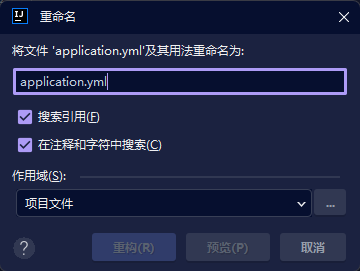 IJ
重命名
将文件 'application.yml'及其用法重命名为:
application.yml
搜索引用(F)
在注释和字符中搜索(C)
作用域(S):
项目文件
...
?
重构(R)
预览(P)
取消